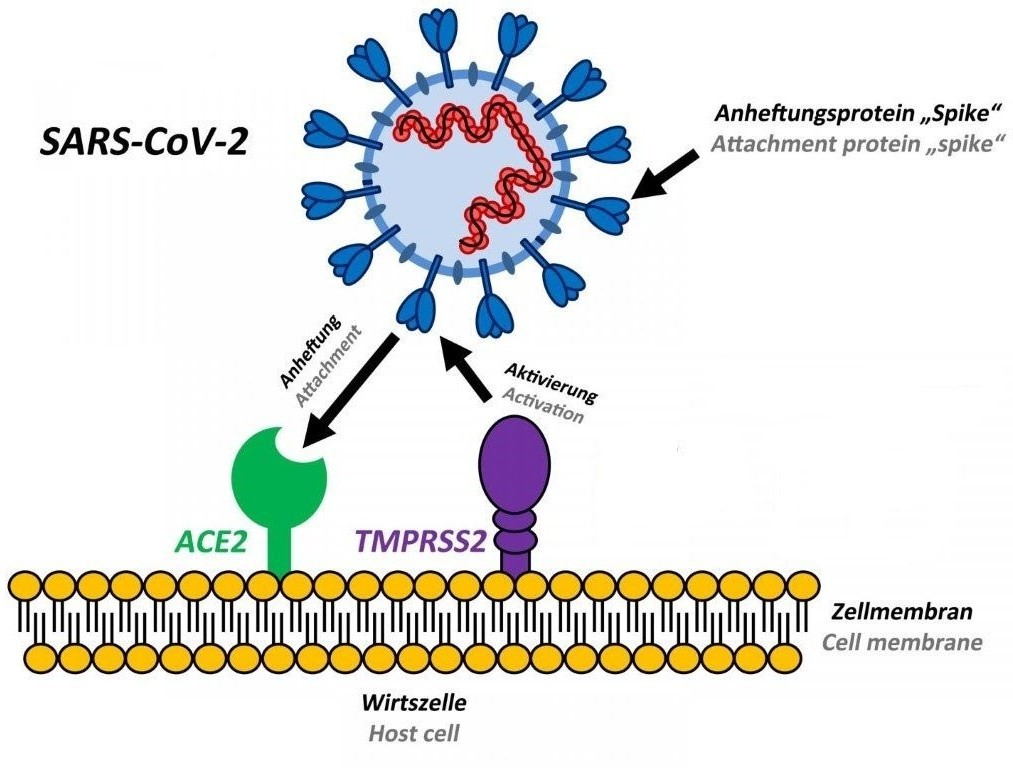 SARS-CoV-2
Anheftungsprotein „Spike“
Attachment protein „spike“
Anheftung
Attachment
Aktivierung
Activation
ACE2
TMPRSS2
Zellmembran
Cell membrane
Wirtszelle
Host cell